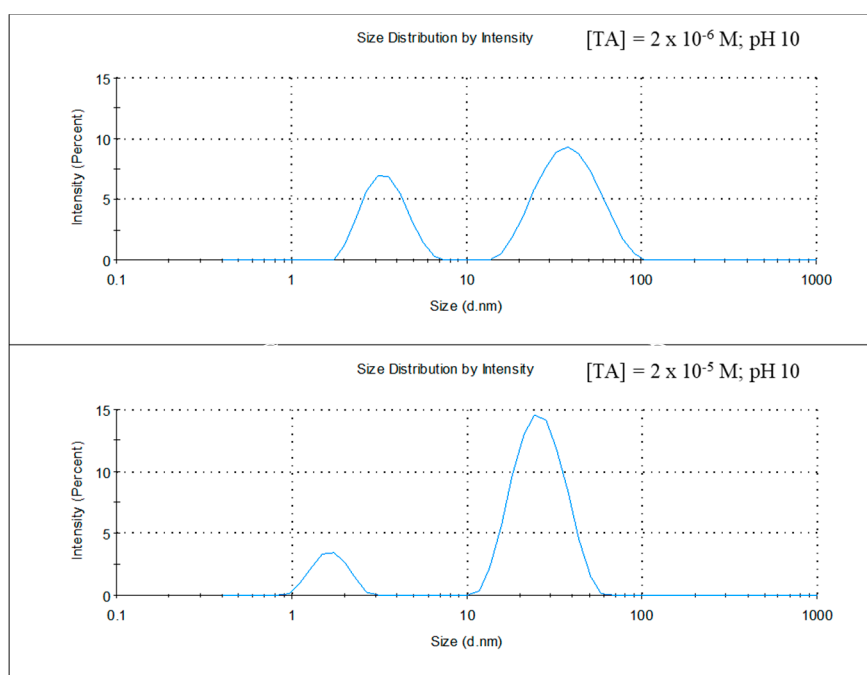 Size Distribution by Intensity
[TA] = 2 x 10⁻⁶ M; pH 10
15
10
5
0
Intensity (Percent)
0.1 1 10 100 1000
Size (d.nm)
Size Distribution by Intensity
[TA] = 2 x 10⁻⁵ M; pH 10
15
10
5
0
Intensity (Percent)
0.1 1 10 100 1000
Size (d.nm)